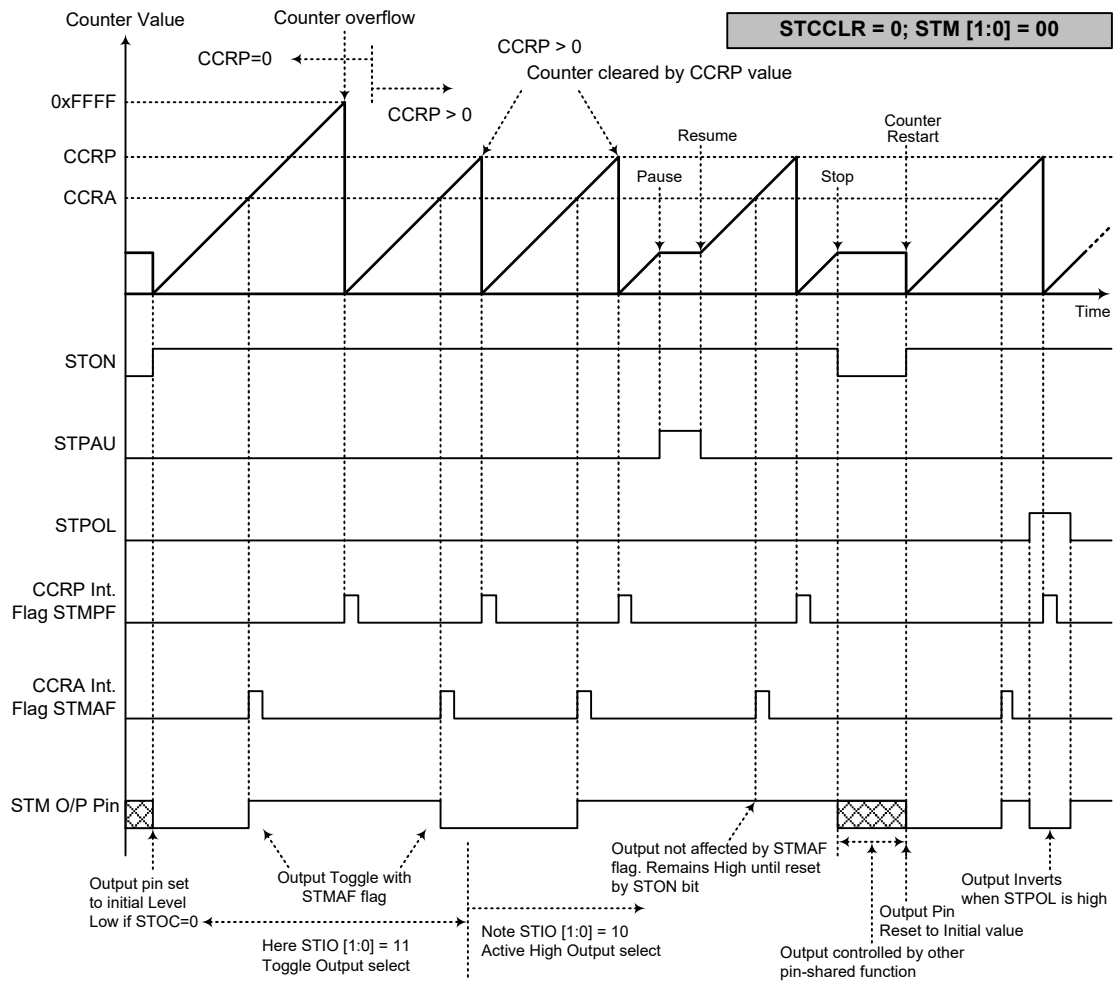 Counter Value
Counter overflow
STCCLR = 0; STM [1:0] = 00
CCRP=0
CCRP > 0
CCRP > 0
Counter cleared by CCRP value
0xFFFF
CCRP
CCRA
Pause
Resume
Stop
Counter
Restart
Time
STON
STPAU
STPOL
CCRP Int.
Flag STMPF
CCRA Int.
Flag STMAF
STM O/P Pin
Output pin set
to initial Level
Low if STOC=0
Output Toggle with
STMAF flag
Here STIO [1:0] = 11
Toggle Output select
Note STIO [1:0] = 10
Active High Output select
Output not affected by STMAF
flag. Remains High until reset
by STON bit
Output controlled by other
pin-shared function
Output Pin
Reset to Initial value
Output Inverts
when STPOL is high